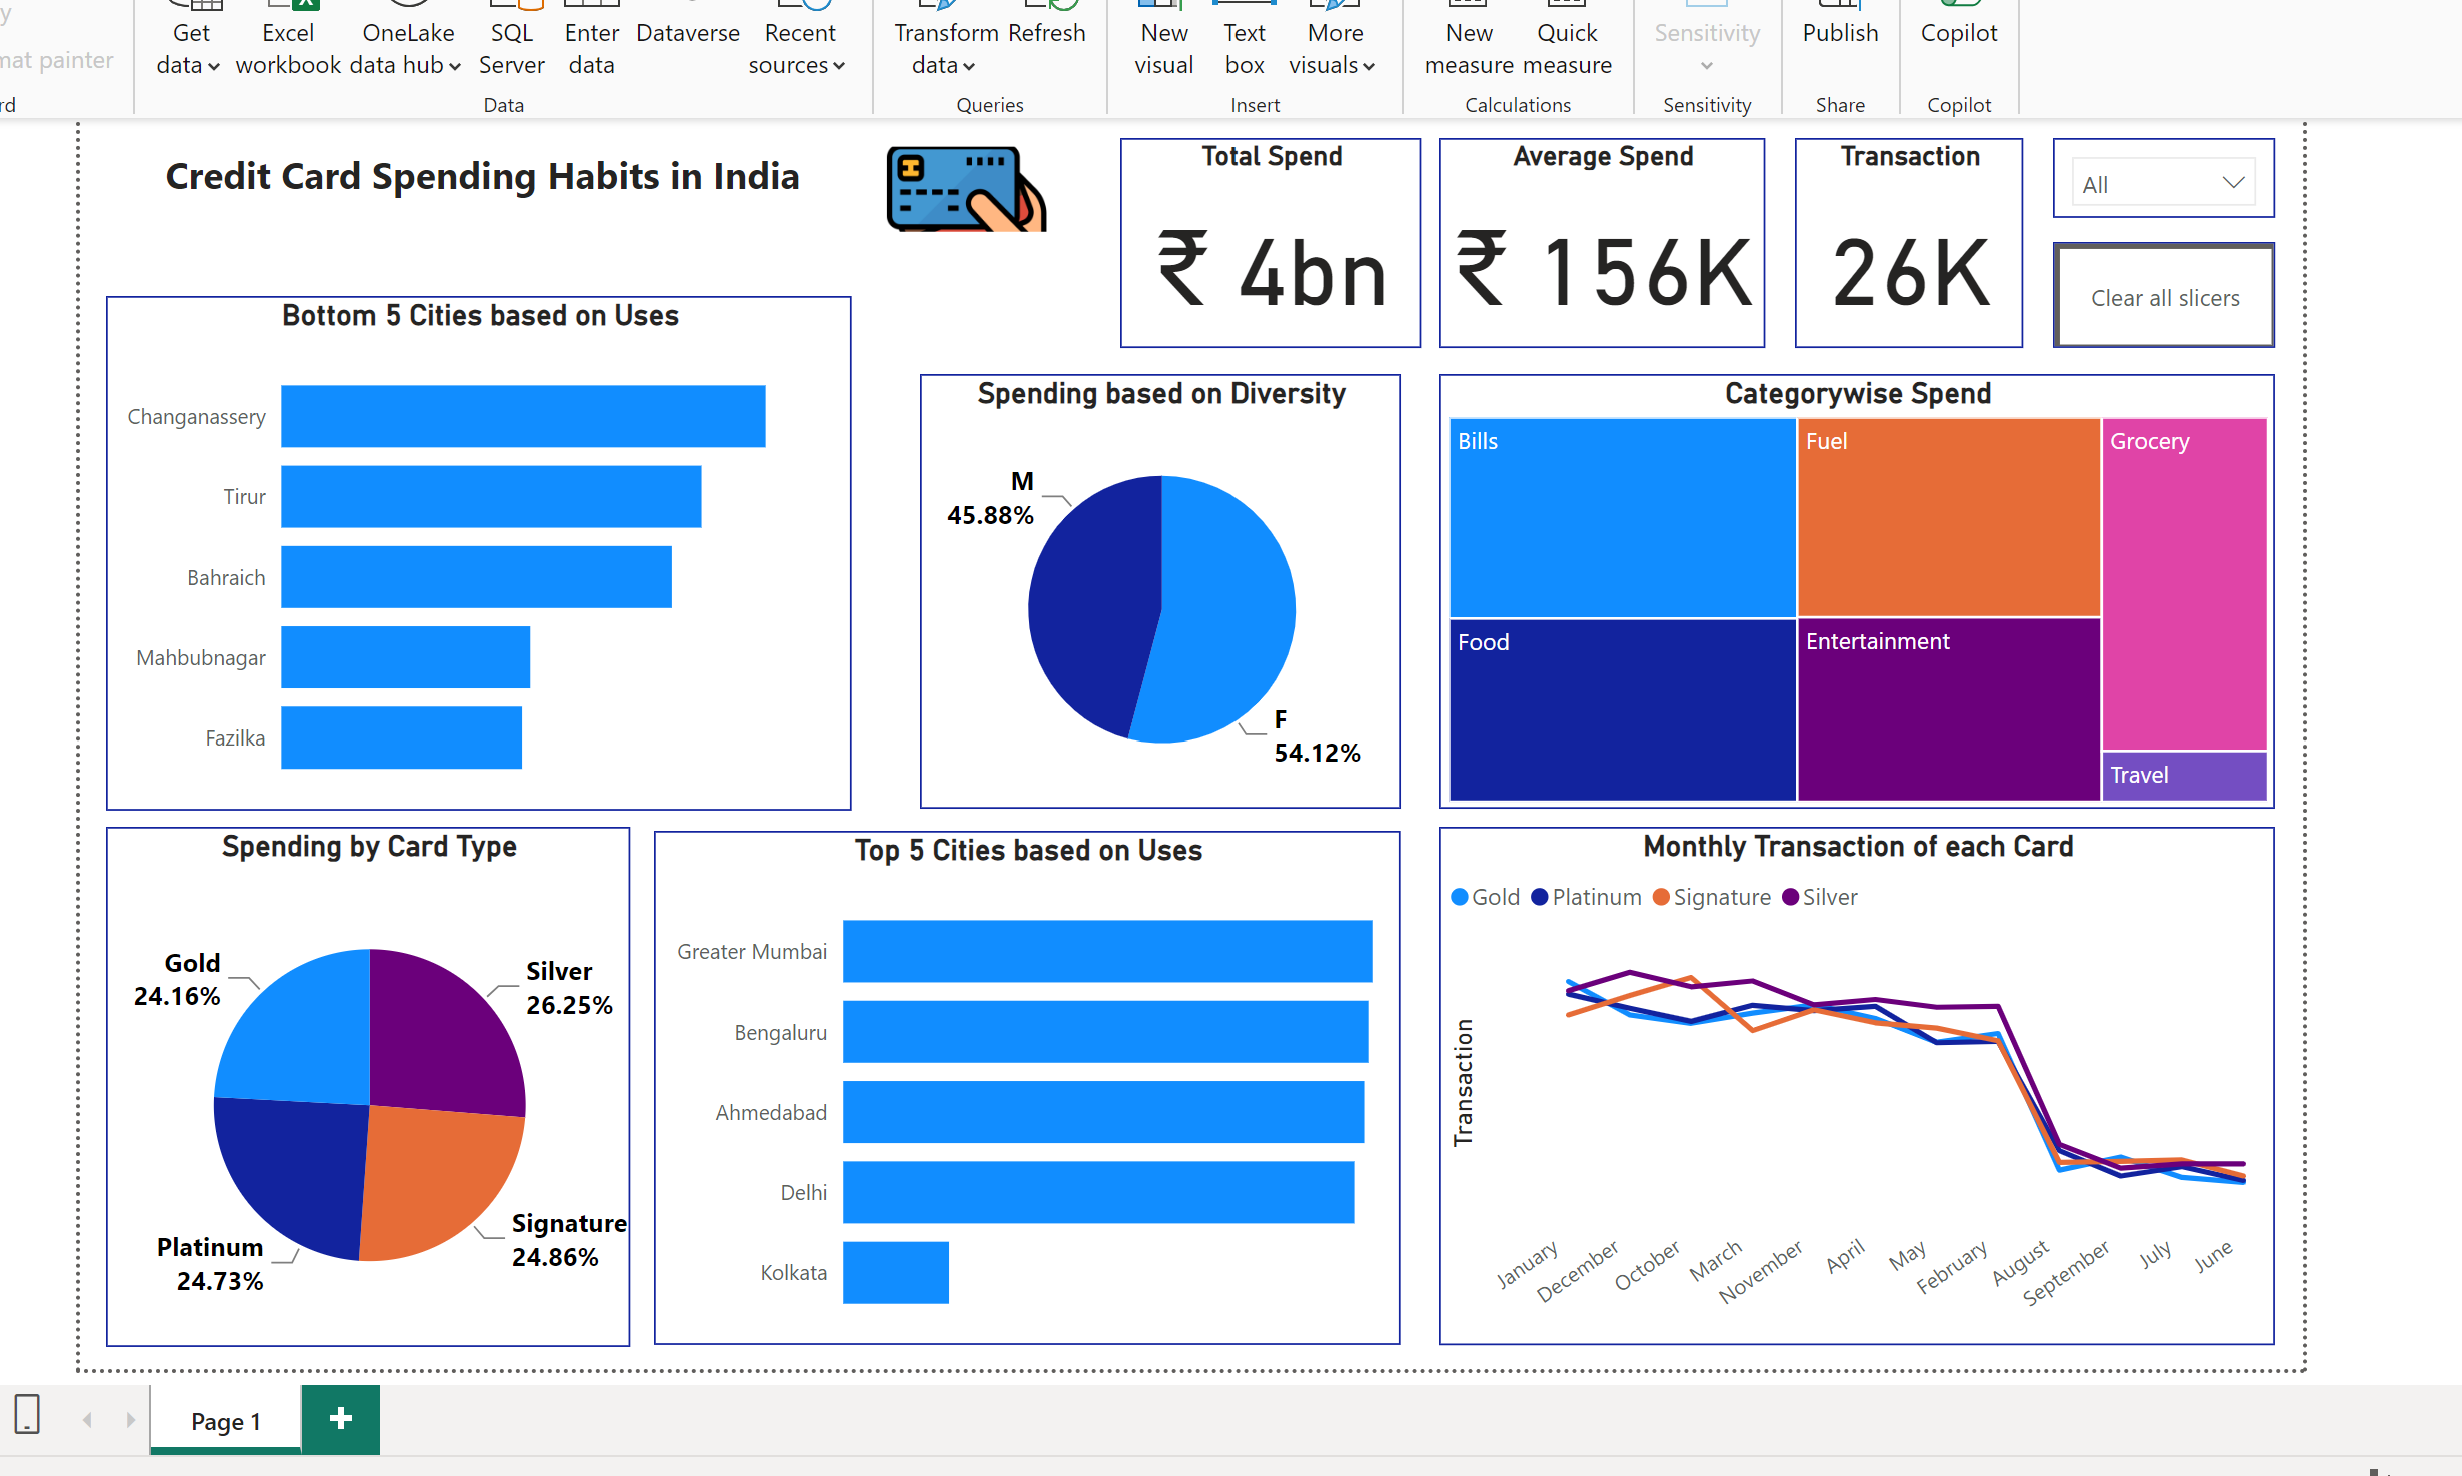 y
mat painter
rd
Get
data
Excel
workbook
OneLake
data hub
SQL
Server
Enter
data
Dataverse
Recent
sources
Data
Transform
data
Refresh
Queries
New
visual
Text
box
More
visuals
Insert
New
measure
Quick
measure
Calculations
Sensitivity
Sensitivity
Publish
Share
Copilot
Copilot
Credit Card Spending Habits in India
Total Spend
₹ 4bn
Average Spend
₹ 156K
Transaction
26K
All
Clear all slicers
Bottom 5 Cities based on Uses
Changanassery
Tirur
Bahraich
Mahbubnagar
Fazilka
Spending based on Diversity
M
45.88%
F
54.12%
Categorywise Spend
Bills
Fuel
Grocery
Food
Entertainment
Travel
Spending by Card Type
Gold
24.16%
Silver
26.25%
Platinum
24.73%
Signature
24.86%
Top 5 Cities based on Uses
Greater Mumbai
Bengaluru
Ahmedabad
Delhi
Kolkata
Monthly Transaction of each Card
Gold Platinum Signature Silver
Transaction
January
December
October
March
November
April
May
February
August
September
July
June
Page 1